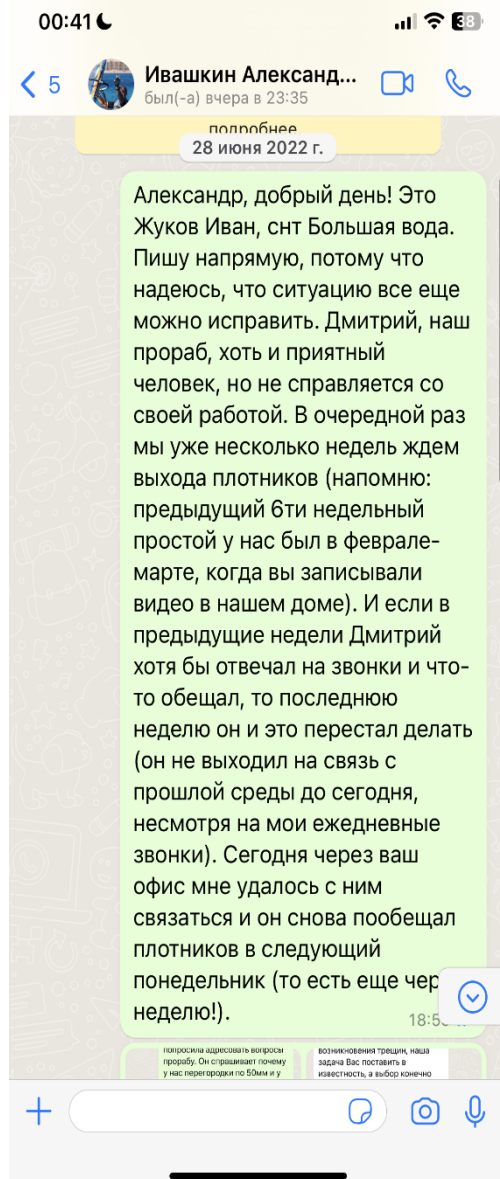 00:41
38
5
Ивашкин Александ...
был(-а) вчера в 23:35
подробнее
28 июня 2022 г.
Александр, добрый день! Это
Жуков Иван, снт Большая вода.
Пишу напрямую, потому что
надеюсь, что ситуацию все еще
можно исправить. Дмитрий, наш
прораб, хоть и приятный
человек, но не справляется со
своей работой. В очередной раз
мы уже несколько недель ждем
выхода плотников (напомню:
предыдущий 6ти недельный
простой у нас был в феврале-
марте, когда вы записывали
видео в нашем доме). И если в
предыдущие недели Дмитрий
хотя бы отвечал на звонки и что-
то обещал, то последнюю
неделю он и это перестал делать
(он не выходил на связь с
прошлой среды до сегодня,
несмотря на мои ежедневные
звонки). Сегодня через ваш
офис мне удалось с ним
связаться и он снова пообещал
плотников в следующий
понедельник (то есть еще
неделю!).
попросила адресовать вопросы
прорабу. Он спрашивает почему
у нас перегородки по 50мм и у
возникновения трещин, наша
задача Вас поставить в
известность, а выбор конечно